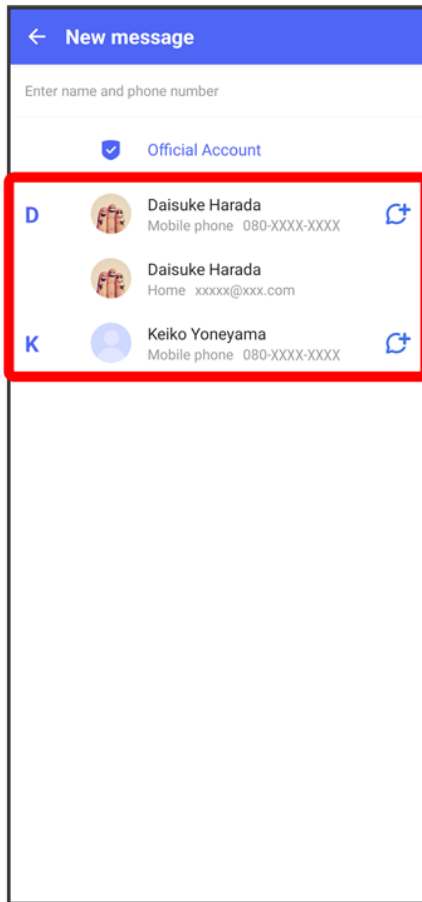 New message
Enter name and phone number
Official Account
D
Daisuke Harada
Mobile phone 080-XXXX-XXXX
Daisuke Harada
Home xxxxx@xxx.com
K
Keiko Yoneyama
Mobile phone 080-XXXX-XXXX